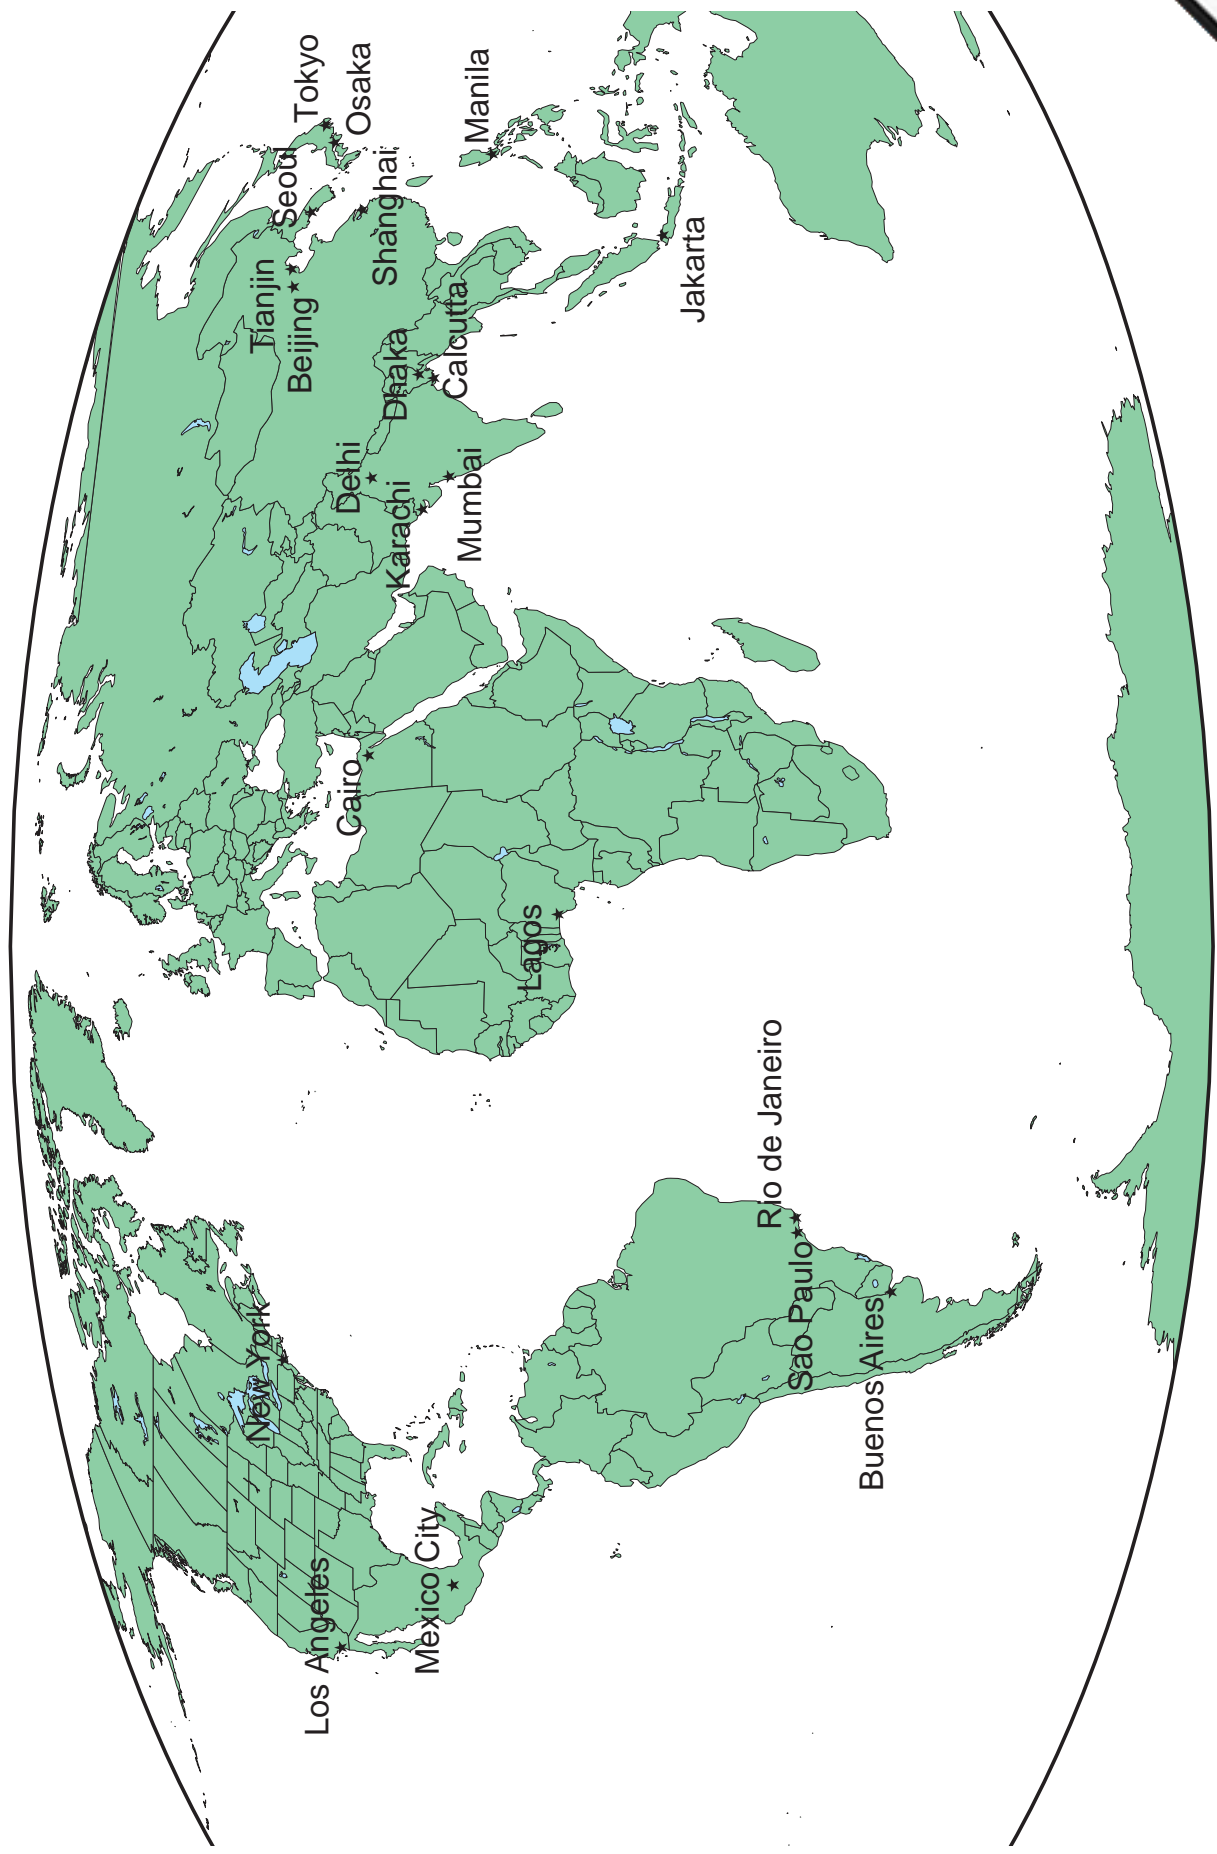 Los Angeles
New York
Mexico City
Buenos Aires
Sao Paulo
Rio de Janeiro
Lagos
Cairo
Karachi
Delhi
Mumbai
Dhaka
Calcutta
Tianjin
Beijing
Seoul
Shanghai
Tokyo
Osaka
Manila
Jakarta